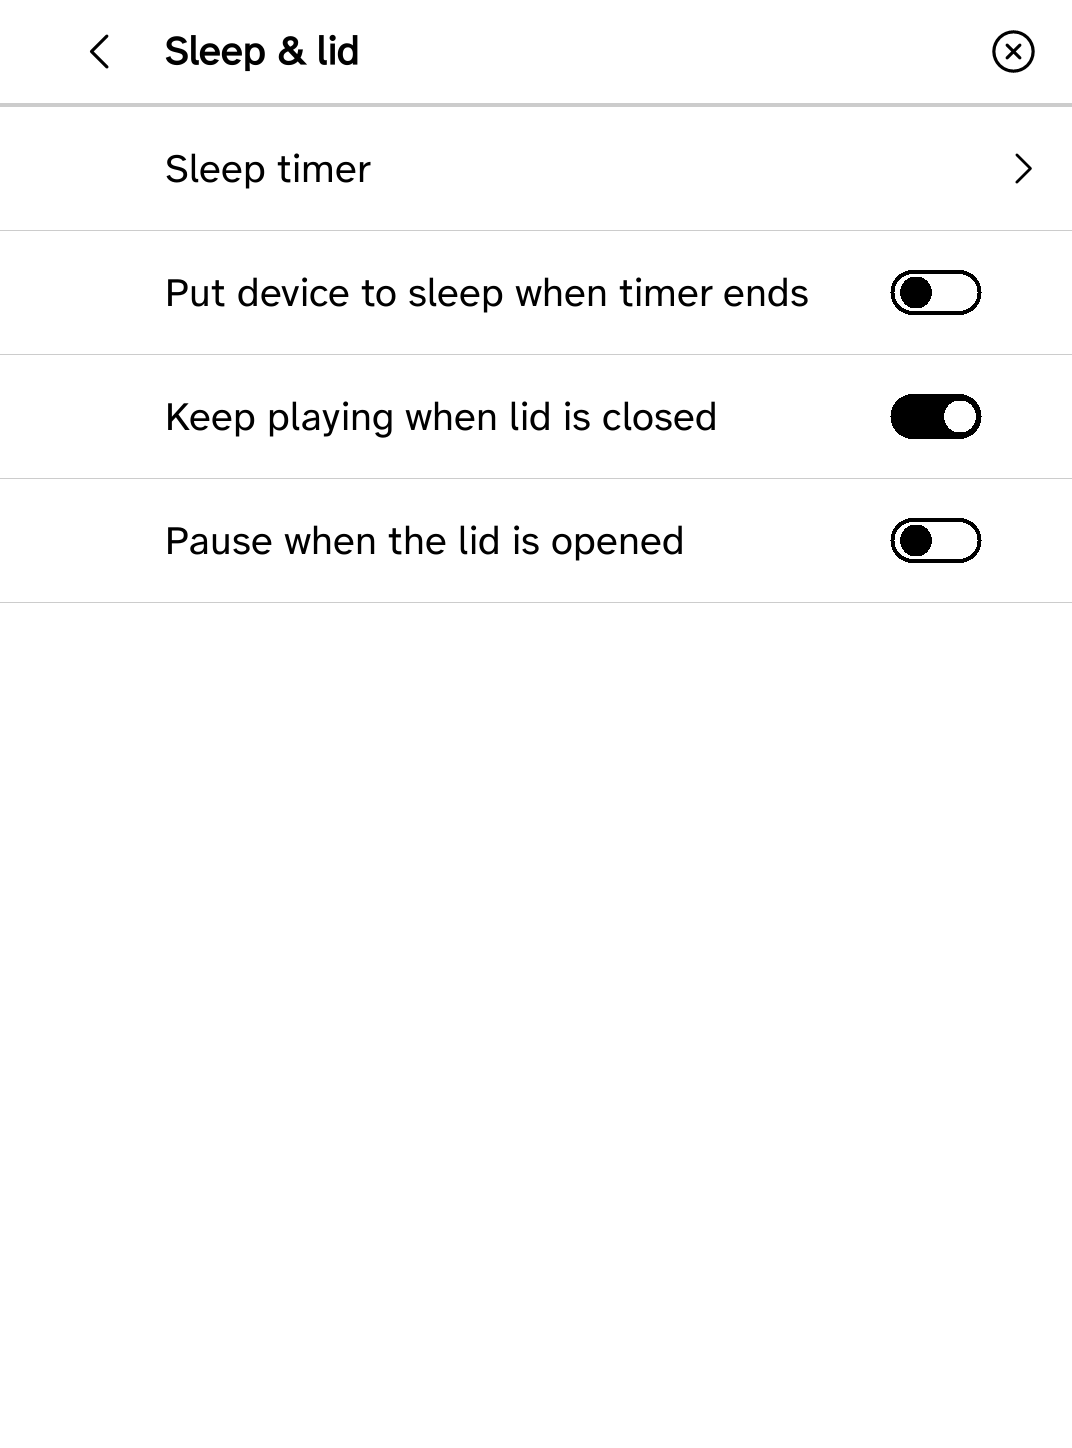 Sleep & lid
Sleep timer
Put device to sleep when timer ends
Keep playing when lid is closed
Pause when the lid is opened